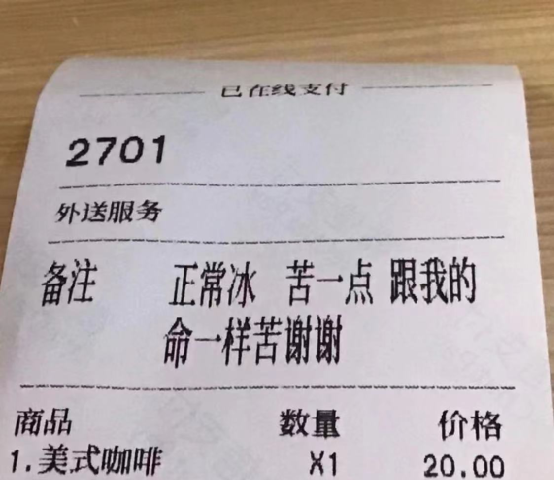 已在线支付
2701
外送服务
备注 正常冰 苦一点 跟我的
命一样苦谢谢
商品 数量 价格
1.美式咖啡 X1 20.00